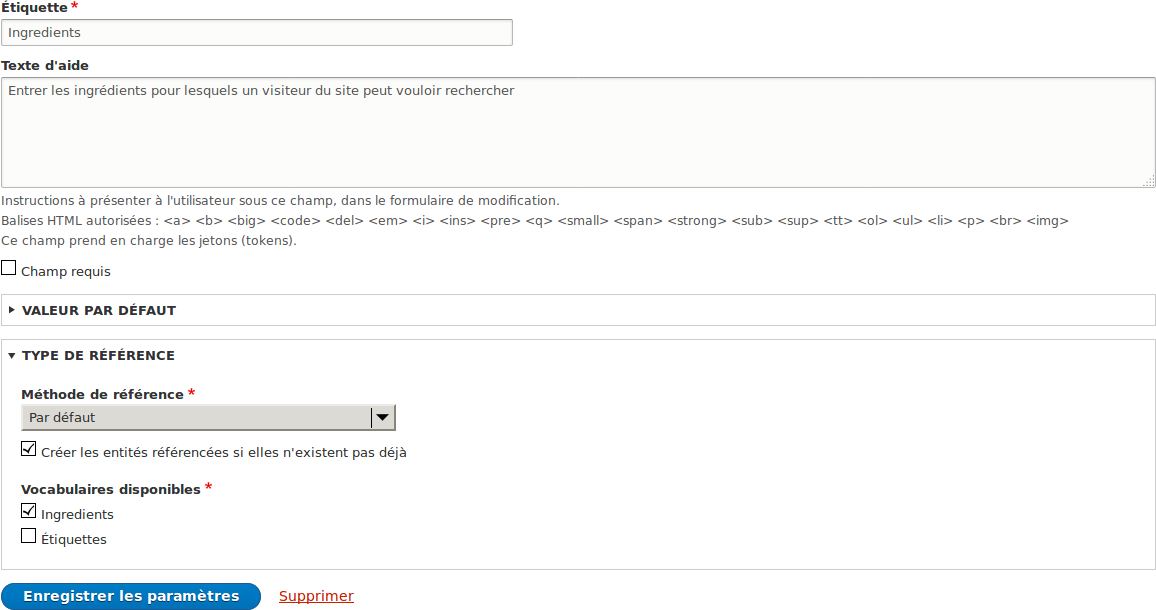 Étiquette *
Ingredients
Texte d'aide
Entrer les ingrédients pour lesquels un visiteur du site peut vouloir rechercher
Instructions à présenter à l'utilisateur sous ce champ, dans le formulaire de modification.
Balises HTML autorisées : <a> <b> <big> <code> <del> <em> <i> <ins> <pre> <q> <small> <span> <strong> <sub> <sup> <tt> <ol> <ul> <li> <p> <br> <img>
Ce champ prend en charge les jetons (tokens).
Champ requis
VALEUR PAR DÉFAUT
TYPE DE RÉFÉRENCE
Méthode de référence *
Par défaut
Créer les entités référencées si elles n'existent pas déjà
Vocabulaires disponibles *
Ingredients
Étiquettes
Enregistrer les paramètres Supprimer